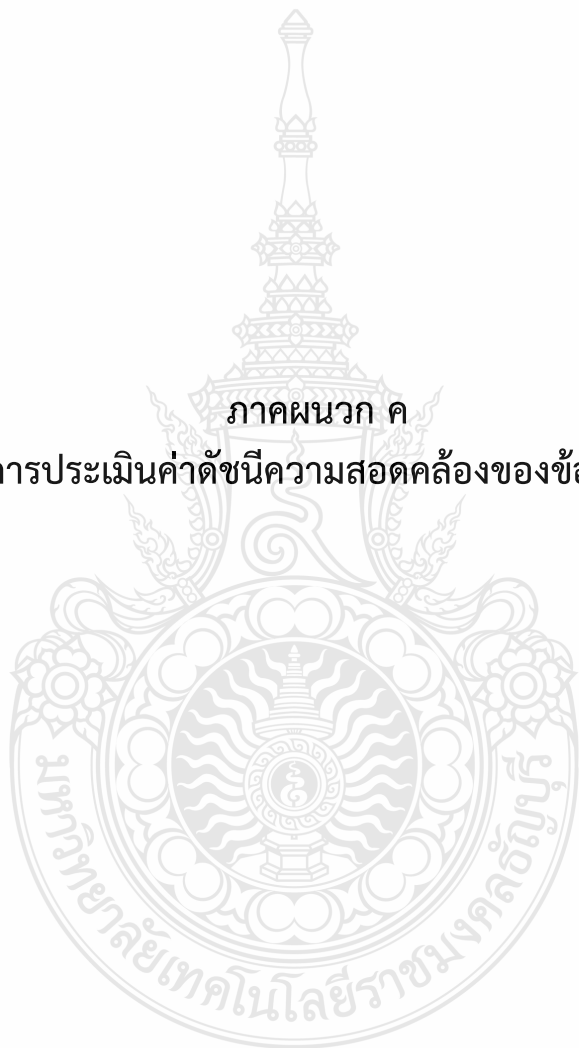 ภาคผนวก ค
การประเมินค่าดัชนีความสอดคล้องของข้อ
มหาวิทยาลัยเทคโนโลยีราชมงคลธัญบุรี